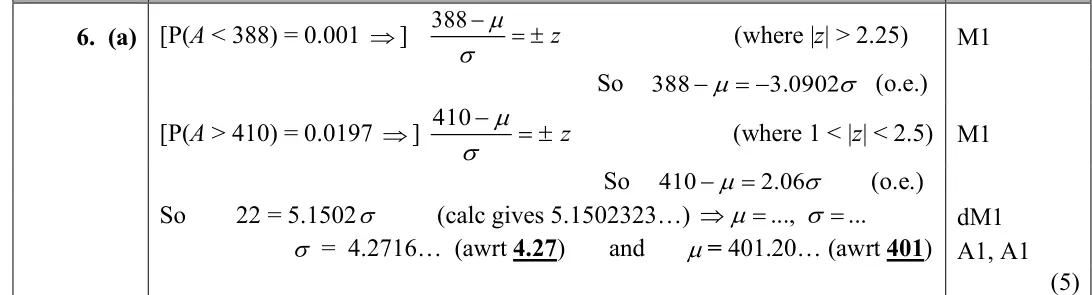 6. (a) [P(A < 388) = 0.001 ⇒ ] (388 − μ)/σ = ± z (where |z| > 2.25) M1
So 388 − μ = −3.0902σ (o.e.)
[P(A > 410) = 0.0197 ⇒ ] (410 − μ)/σ = ± z (where 1 < |z| < 2.5) M1
So 410 − μ = 2.06σ (o.e.)
So 22 = 5.1502σ (calc gives 5.1502323…) ⇒ μ = ..., σ = ... dM1
σ = 4.2716… (awrt 4.27) and μ = 401.20… (awrt 401) A1, A1
(5)